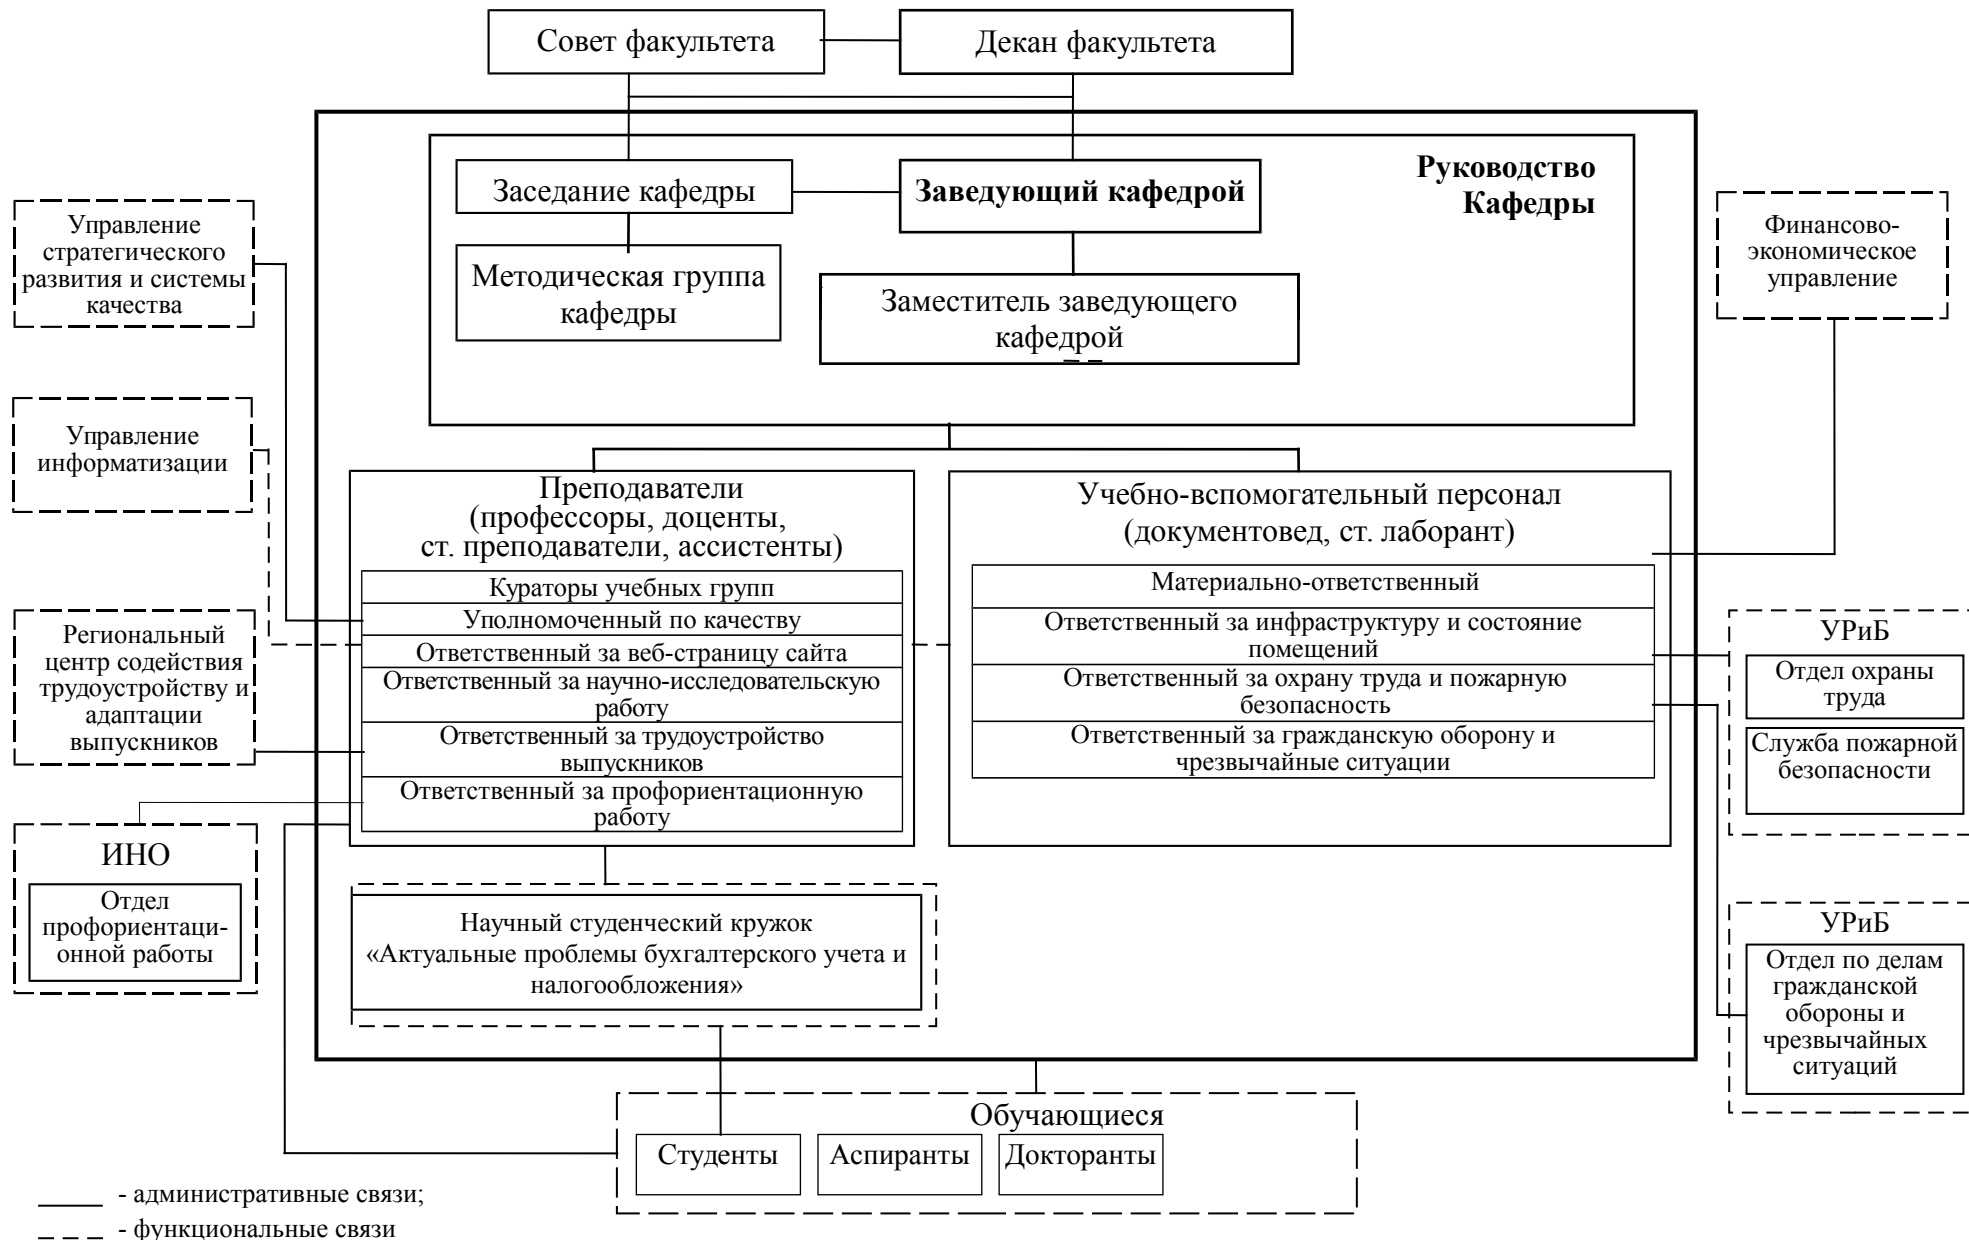 Совет факультета
Декан факультета
Руководство
Кафедры
Заседание кафедры
Заведующий кафедрой
Методическая группа
кафедры
Заместитель заведующего
кафедрой
Управление
стратегического
развития и системы
качества
Финансово-
экономическое
управление
Управление
информатизации
Преподаватели
(профессоры, доценты,
ст. преподаватели, ассистенты)
Кураторы учебных групп
Уполномоченный по качеству
Ответственный за веб-страницу сайта
Ответственный за научно-исследовательскую
работу
Ответственный за трудоустройство
выпускников
Ответственный за профориентационную
работу
Учебно-вспомогательный персонал
(документовед, ст. лаборант)
Материально-ответственный
Ответственный за инфраструктуру и состояние
помещений
Ответственный за охрану труда и пожарную
безопасность
Ответственный за гражданскую оборону и
чрезвычайные ситуации
Региональный
центр содействия
трудоустройству и
адаптации
выпускников
УРиБ
Отдел охраны
труда
Служба пожарной
безопасности
ИНО
Отдел
профориентаци-
онной работы
Научный студенческий кружок
«Актуальные проблемы бухгалтерского учета и
налогообложения»
УРиБ
Отдел по делам
гражданской
обороны и
чрезвычайных
ситуаций
Обучающиеся
Студенты
Аспиранты
Докторанты
- административные связи;
- функциональные связи